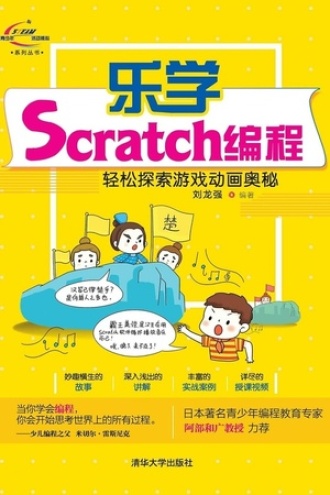 系列丛书
乐学
Scratch编程
轻松探索游戏动画奥秘
刘龙强 编著
楚
妙趣横生的
故事
深入浅出的
讲解
丰富的
实战案例
详尽的
授课视频
当你学会编程,
你会开始思考世界上的所有过程。
——少儿编程之父 米切尔·雷斯尼克
日本著名青少年编程教育专家
阿部和广教授 力荐
清华大学出版社